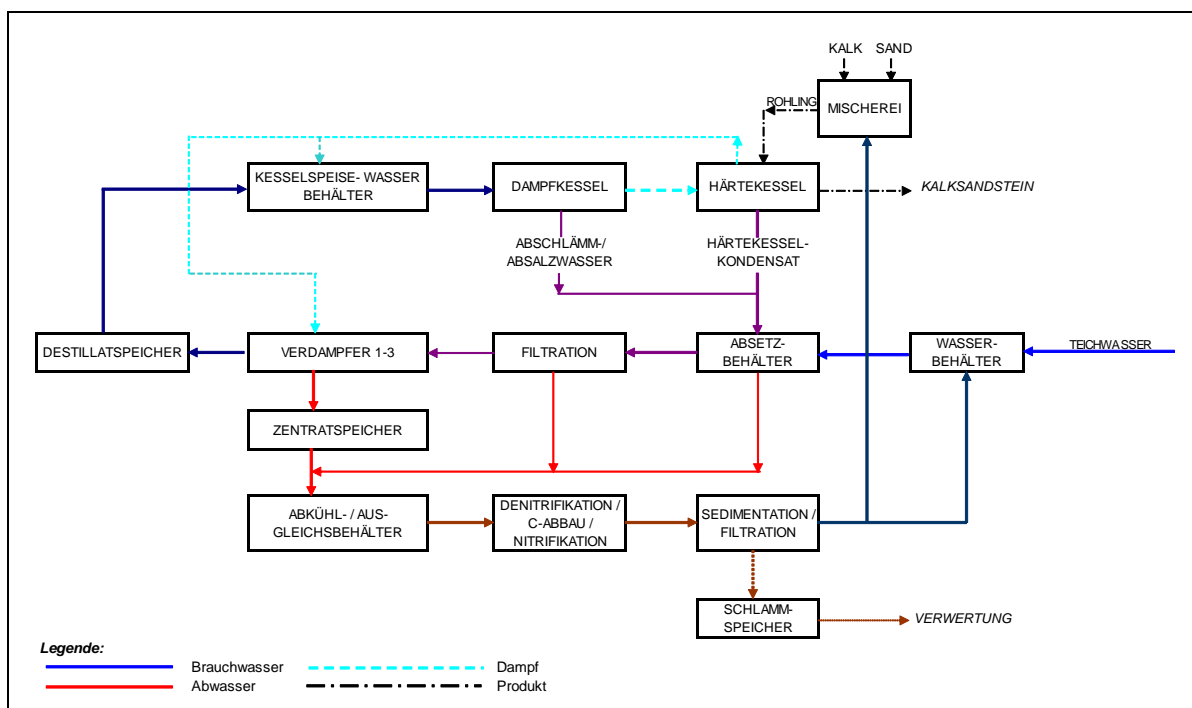 KALK SAND
MISCHEREI
ROHLING
KESSELSPEISE- WASSER
BEHÄLTER
DAMPFKESSEL
HÄRTEKESSEL
KALKSANDSTEIN
ABSCHLÄMM-/
ABSALZWASSER
HÄRTEKESSEL-
KONDENSAT
DESTILLATSPEICHER
VERDAMPFER 1-3
FILTRATION
ABSETZ-
BEHÄLTER
WASSER-
BEHÄLTER
TEICHWASSER
ZENTRATSPEICHER
ABKÜHL- / AUS-
GLEICHSBEHÄLTER
DENITRIFIKATION /
C-ABBAU /
NITRIFIKATION
SEDIMENTATION /
FILTRATION
SCHLAMM-
SPEICHER
VERWERTUNG
Legende:
Brauchwasser
Abwasser
Dampf
Produkt